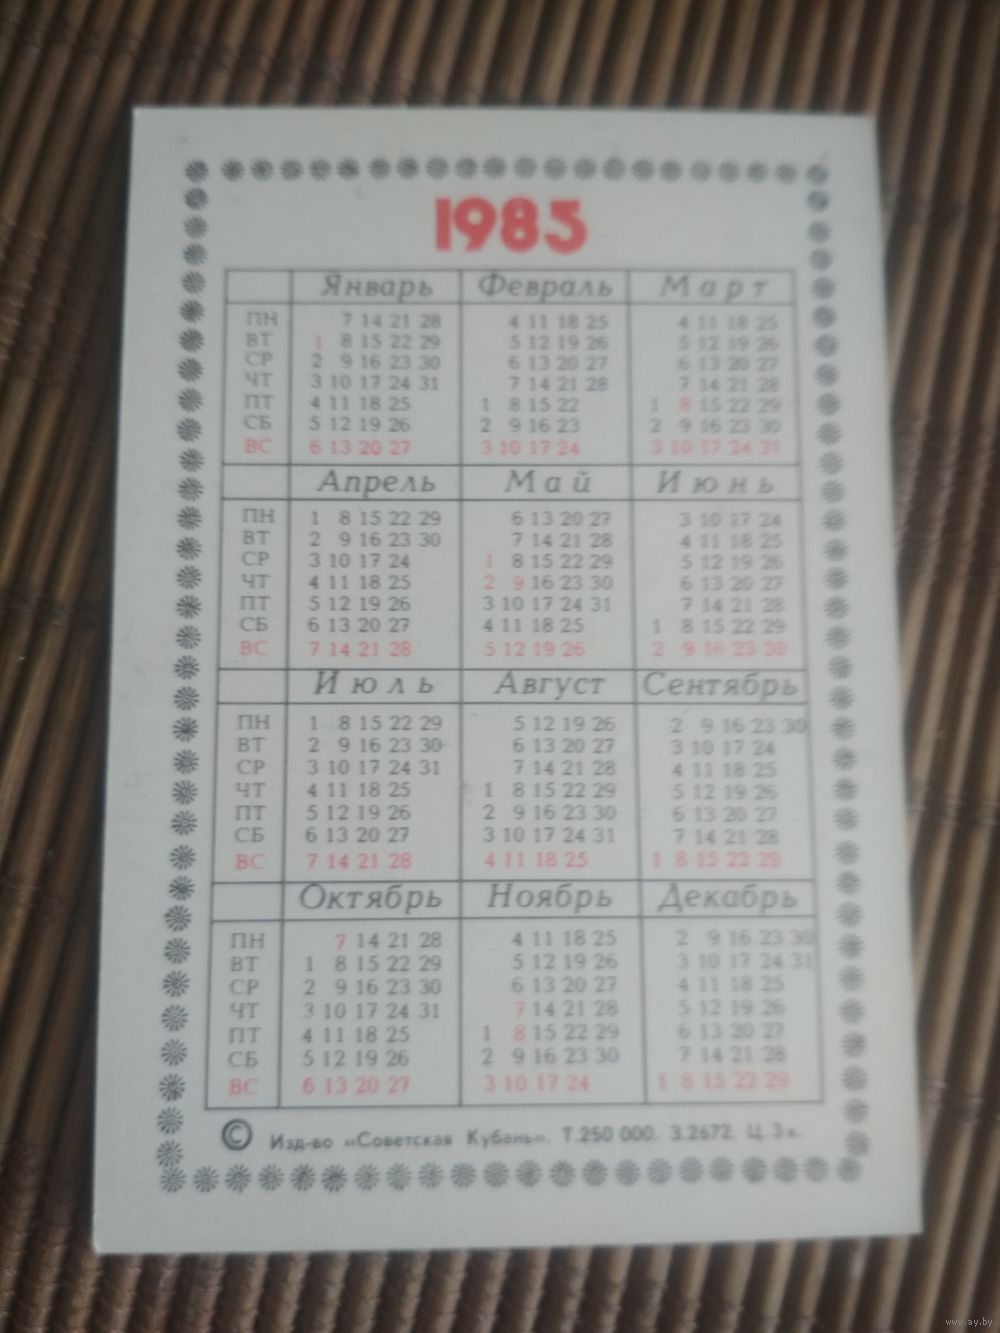 1985
Январь Февраль Март
ПН 7 14 21 28 4 11 18 25 4 11 18 25
ВТ 1 8 15 22 29 5 12 19 26 5 12 19 26
СР 2 9 16 23 30 6 13 20 27 6 13 20 27
ЧТ 3 10 17 24 31 7 14 21 28 7 14 21 28
ПТ 4 11 18 25 1 8 15 22 1 8 15 22 29
СБ 5 12 19 26 2 9 16 23 2 9 16 23 30
ВС 6 13 20 27 3 10 17 24 3 10 17 24 31
Апрель Май Июнь
ПН 1 8 15 22 29 6 13 20 27 3 10 17 24
ВТ 2 9 16 23 30 7 14 21 28 4 11 18 25
СР 3 10 17 24 1 8 15 22 29 5 12 19 26
ЧТ 4 11 18 25 2 9 16 23 30 6 13 20 27
ПТ 5 12 19 26 3 10 17 24 31 7 14 21 28
СБ 6 13 20 27 4 11 18 25 1 8 15 22 29
ВС 7 14 21 28 5 12 19 26 2 9 16 23 30
Июль Август Сентябрь
ПН 1 8 15 22 29 5 12 19 26 2 9 16 23 30
ВТ 2 9 16 23 30 6 13 20 27 3 10 17 24
СР 3 10 17 24 31 7 14 21 28 4 11 18 25
ЧТ 4 11 18 25 1 8 15 22 29 5 12 19 26
ПТ 5 12 19 26 2 9 16 23 30 6 13 20 27
СБ 6 13 20 27 3 10 17 24 31 7 14 21 28
ВС 7 14 21 28 4 11 18 25 1 8 15 22 29
Октябрь Ноябрь Декабрь
ПН 7 14 21 28 4 11 18 25 2 9 16 23 30
ВТ 1 8 15 22 29 5 12 19 26 3 10 17 24 31
СР 2 9 16 23 30 6 13 20 27 4 11 18 25
ЧТ 3 10 17 24 31 7 14 21 28 5 12 19 26
ПТ 4 11 18 25 1 8 15 22 29 6 13 20 27
СБ 5 12 19 26 2 9 16 23 30 7 14 21 28
ВС 6 13 20 27 3 10 17 24 1 8 15 22 29
© Изд-во «Советская Кубань». Т.250 000. З.2672. Ц. 3 к.
www.ay.by